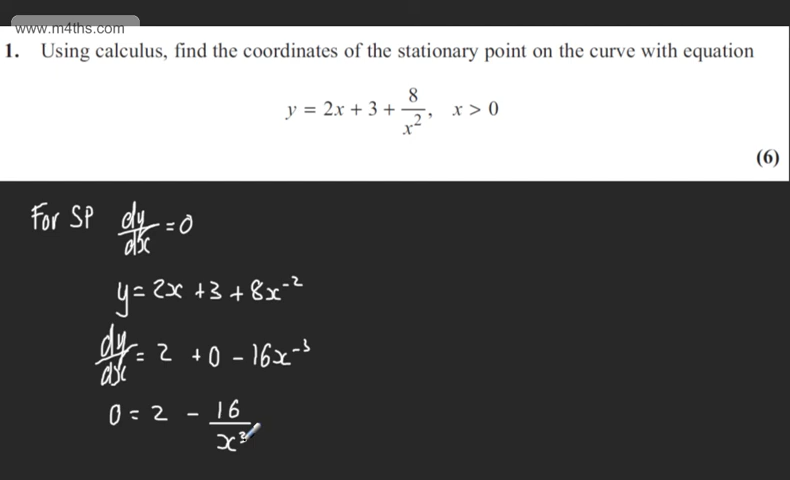 www.m4ths.com
1. Using calculus, find the coordinates of the stationary point on the curve with equation
y = 2x + 3 + 8/x², x > 0
(6)
For SP dy/dx = 0
y = 2x + 3 + 8x⁻²
dy/dx = 2 + 0 - 16x⁻³
0 = 2 - 16/x³